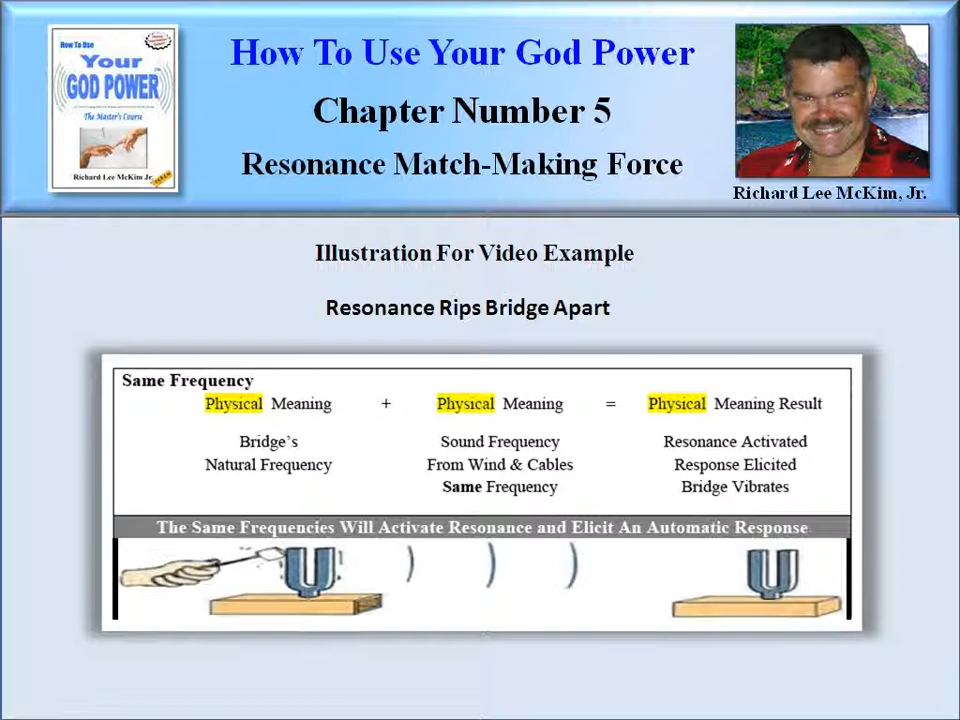 How To Use
Your
GOD POWER
The Master's Course
Richard Lee McKim Jr.
How To Use Your God Power
Chapter Number 5
Resonance Match-Making Force
Richard Lee McKim, Jr.
Illustration For Video Example
Resonance Rips Bridge Apart
Same Frequency
Physical Meaning + Physical Meaning = Physical Meaning Result
Bridge's Sound Frequency Resonance Activated
Natural Frequency From Wind & Cables Response Elicited
Same Frequency Bridge Vibrates
The Same Frequencies Will Activate Resonance and Elicit An Automatic Response